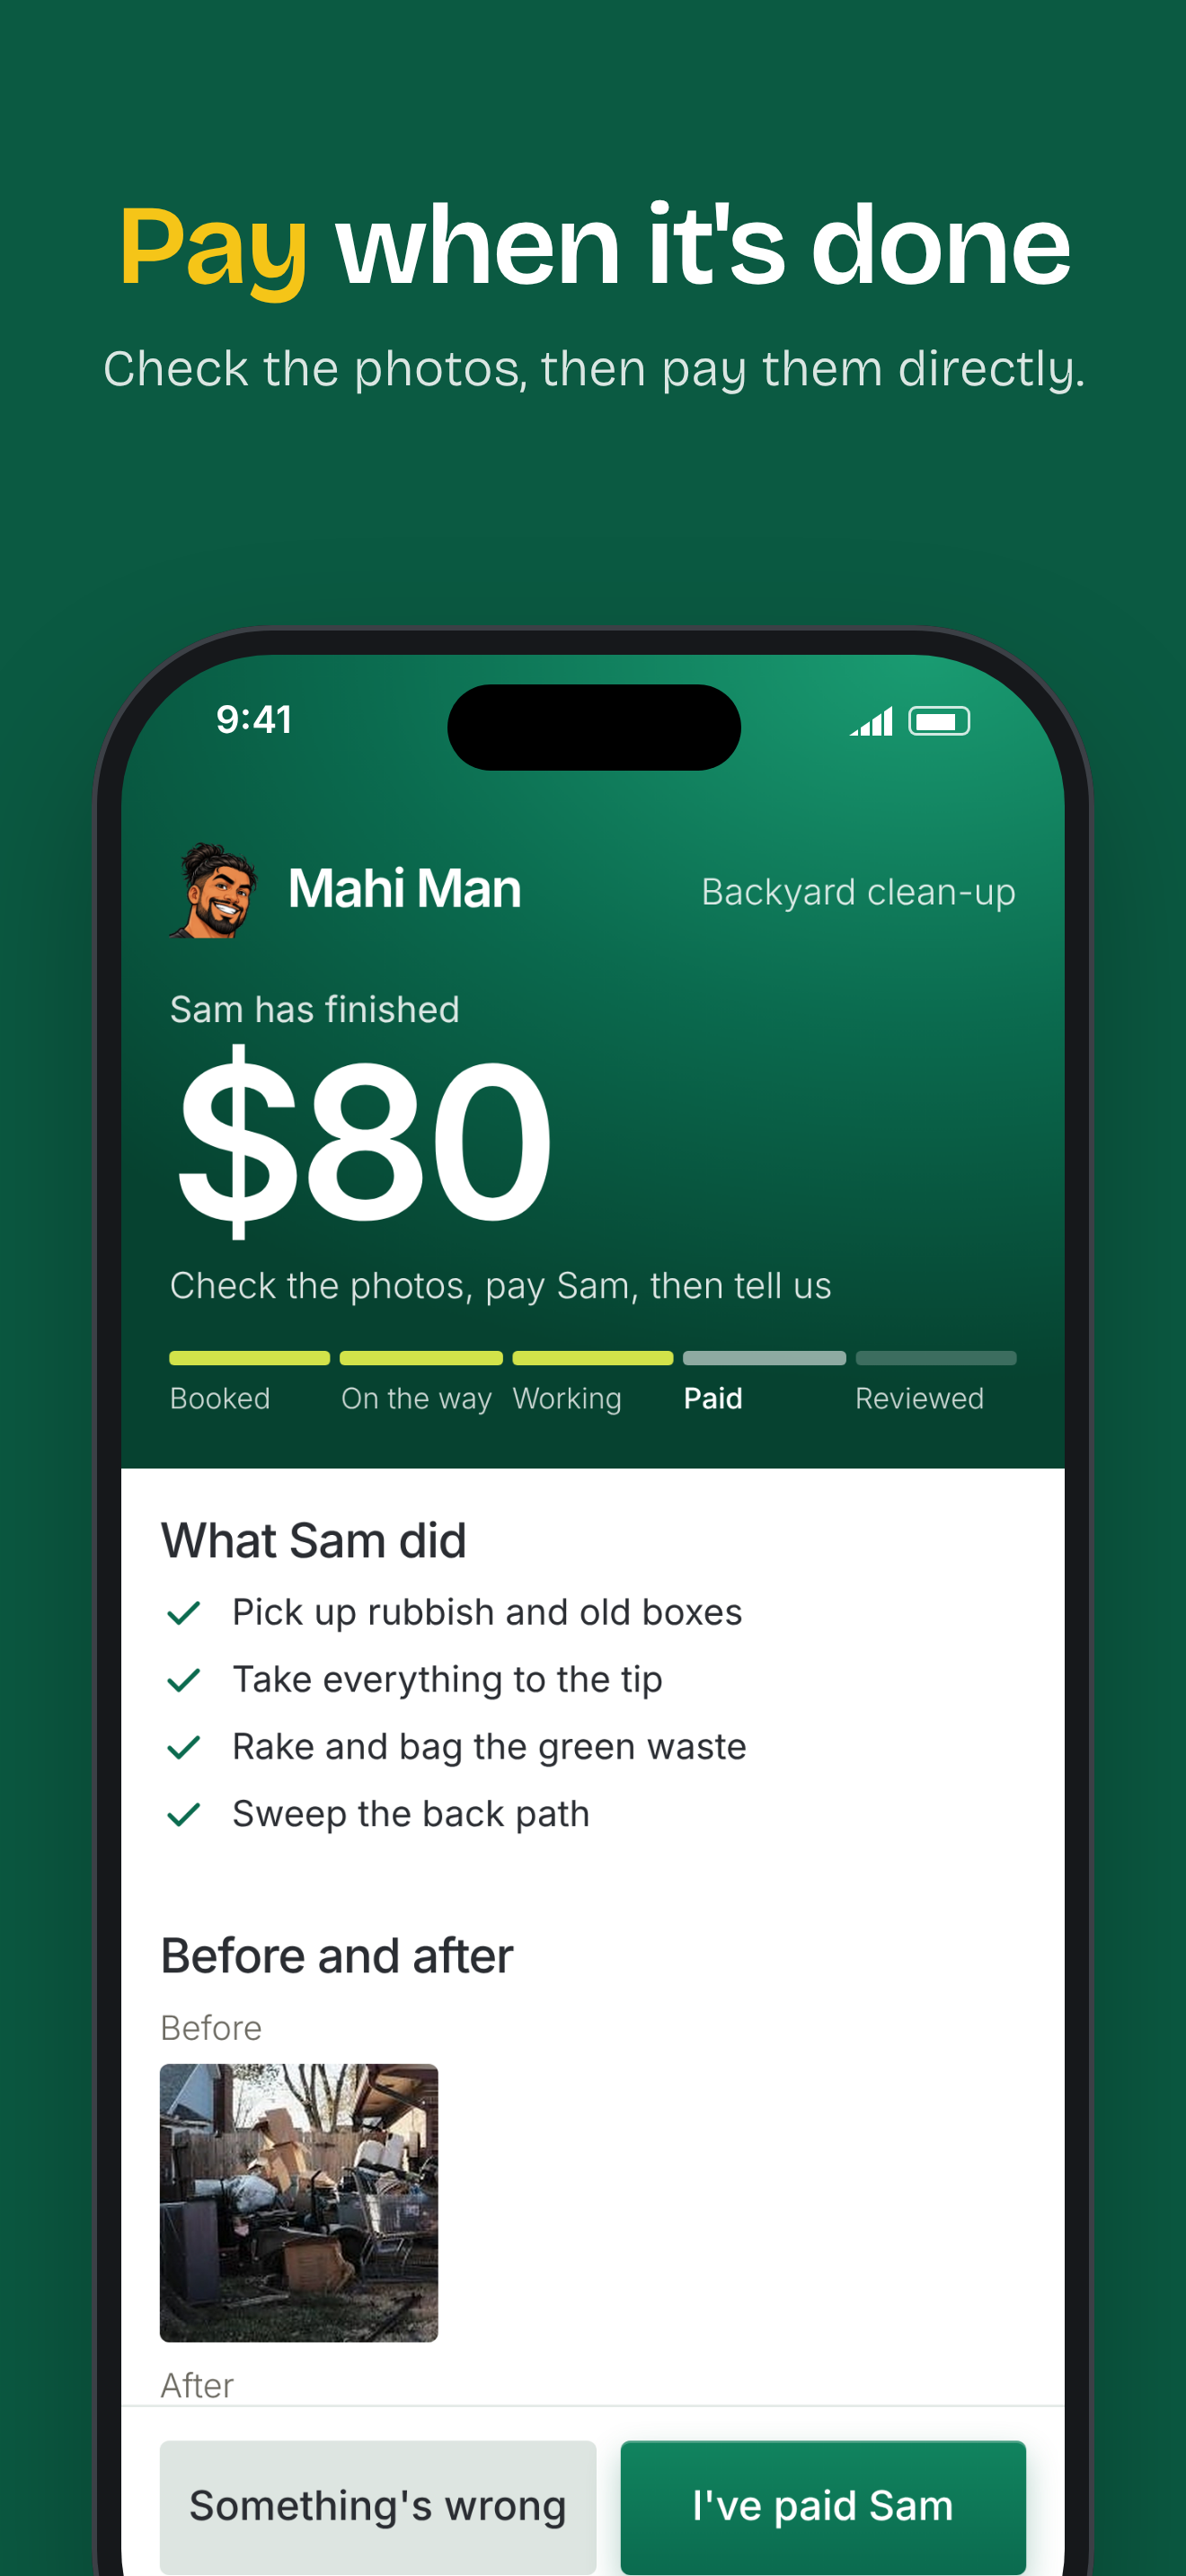 Pay when it's done
Check the photos, then pay them directly.
9:41
Mahi Man
Backyard clean-up
Sam has finished
$80
Check the photos, pay Sam, then tell us
Booked
On the way
Working
Paid
Reviewed
What Sam did
Pick up rubbish and old boxes
Take everything to the tip
Rake and bag the green waste
Sweep the back path
Before and after
Before
After
Something's wrong
I've paid Sam